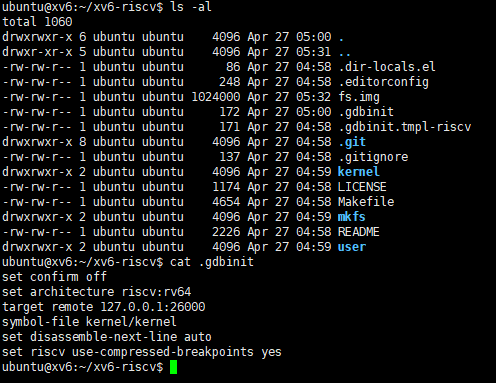 ubuntu@xv6:~/xv6-riscv$ ls -al
total 1060
drwxrwxr-x 6 ubuntu ubuntu    4096 Apr 27 05:00 .
drwxr-xr-x 5 ubuntu ubuntu    4096 Apr 27 05:31 ..
-rw-rw-r-- 1 ubuntu ubuntu      86 Apr 27 04:58 .dir-locals.el
-rw-rw-r-- 1 ubuntu ubuntu     248 Apr 27 04:58 .editorconfig
-rw-rw-r-- 1 ubuntu ubuntu 1024000 Apr 27 05:32 fs.img
-rw-rw-r-- 1 ubuntu ubuntu     172 Apr 27 05:00 .gdbinit
-rw-rw-r-- 1 ubuntu ubuntu     171 Apr 27 04:58 .gdbinit.tmpl-riscv
drwxrwxr-x 8 ubuntu ubuntu    4096 Apr 27 04:58 .git
-rw-rw-r-- 1 ubuntu ubuntu     137 Apr 27 04:58 .gitignore
drwxrwxr-x 2 ubuntu ubuntu    4096 Apr 27 04:59 kernel
-rw-rw-r-- 1 ubuntu ubuntu    1174 Apr 27 04:58 LICENSE
-rw-rw-r-- 1 ubuntu ubuntu    4654 Apr 27 04:58 Makefile
drwxrwxr-x 2 ubuntu ubuntu    4096 Apr 27 04:59 mkfs
-rw-rw-r-- 1 ubuntu ubuntu    2226 Apr 27 04:58 README
drwxrwxr-x 2 ubuntu ubuntu    4096 Apr 27 04:59 user
ubuntu@xv6:~/xv6-riscv$ cat .gdbinit
set confirm off
set architecture riscv:rv64
target remote 127.0.0.1:26000
symbol-file kernel/kernel
set disassemble-next-line auto
set riscv use-compressed-breakpoints yes
ubuntu@xv6:~/xv6-riscv$